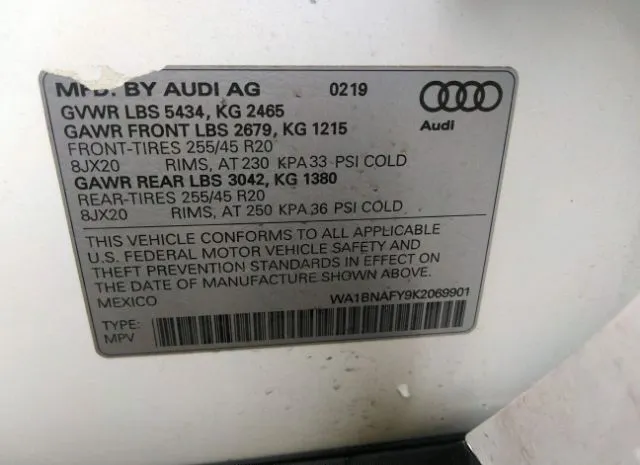 MFD. BY AUDI AG 0219
GVWR LBS 5434, KG 2465
GAWR FRONT LBS 2679, KG 1215
FRONT-TIRES 255/45 R20
8JX20 RIMS, AT 230 KPA 33 PSI COLD
GAWR REAR LBS 3042, KG 1380
REAR-TIRES 255/45 R20
8JX20 RIMS, AT 250 KPA 36 PSI COLD
Audi
THIS VEHICLE CONFORMS TO ALL APPLICABLE
U.S. FEDERAL MOTOR VEHICLE SAFETY AND
THEFT PREVENTION STANDARDS IN EFFECT ON
THE DATE OF MANUFACTURE SHOWN ABOVE.
MEXICO WA1BNAFY9K2069901
TYPE:
MPV